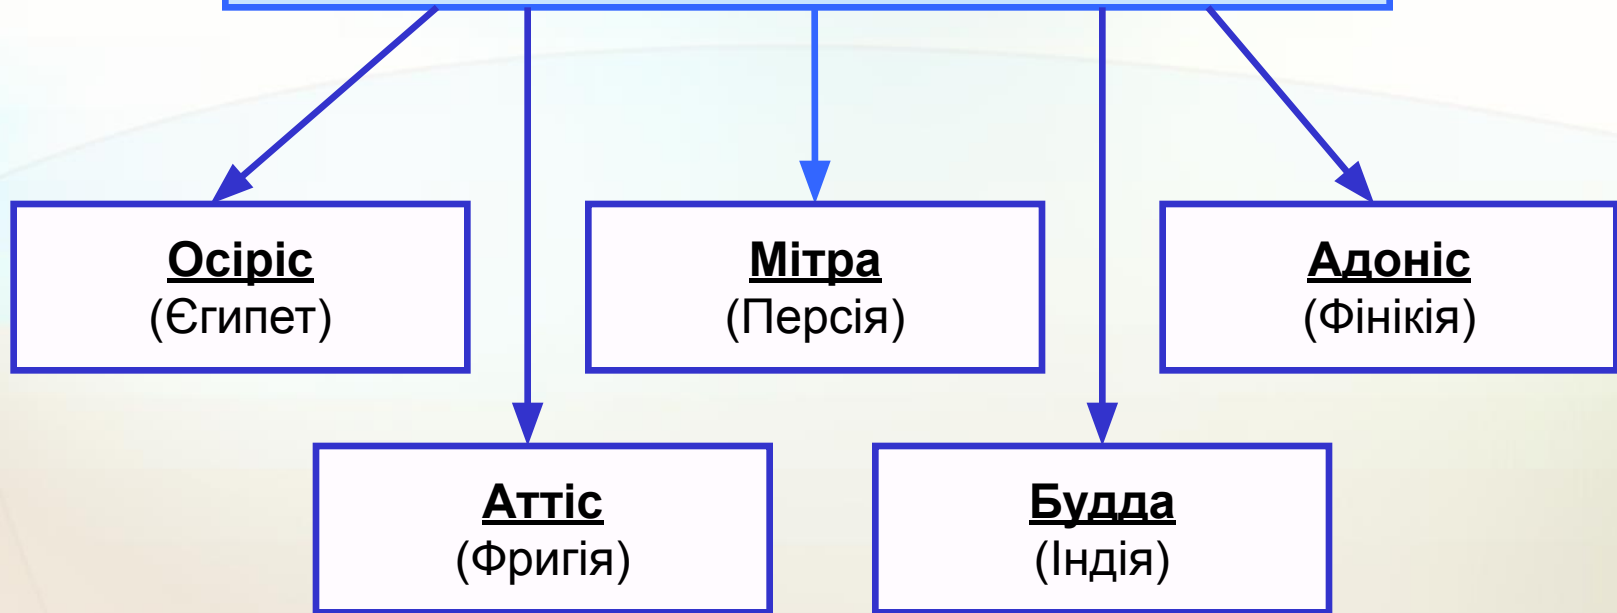 Осіріс
(Єгипет)
Мітра
(Персія)
Адоніс
(Фінікія)
Аттіс
(Фригія)
Будда
(Індія)